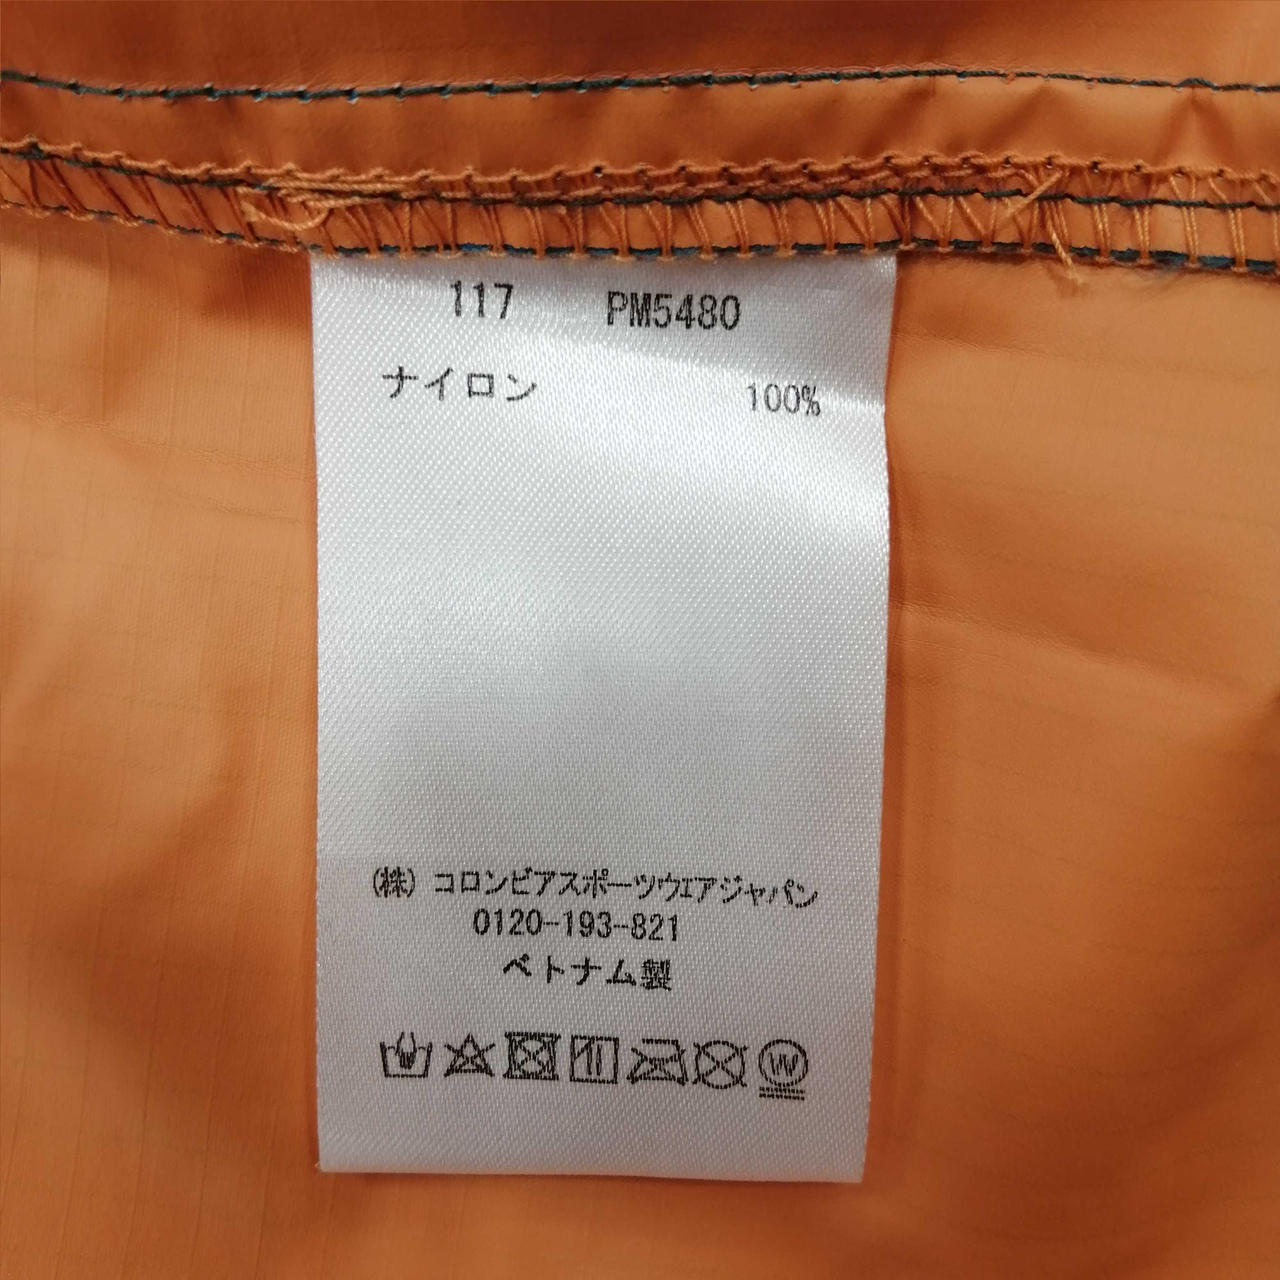 117 PM5480
ナイロン 100%
(株) コロンビアスポーツウェアジャパン
0120-193-821
ベトナム製